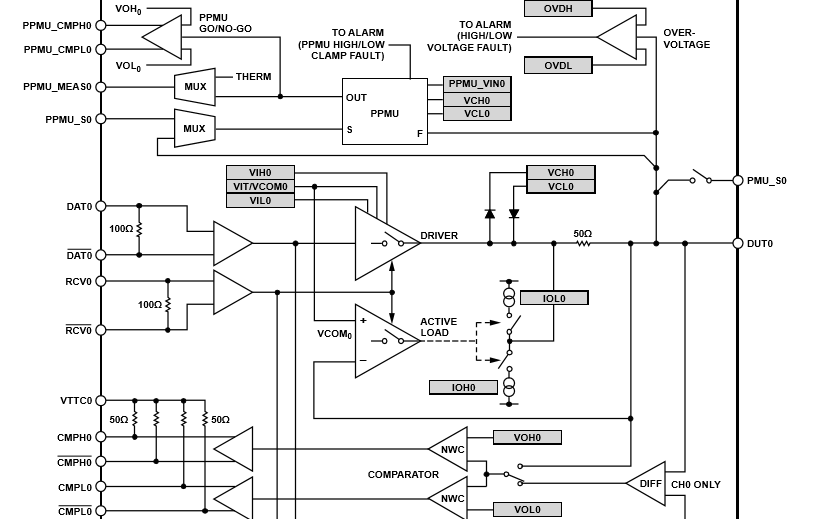 VOH0
PPMU
GO/NO-GO
PPMU_CMPH0
PPMU_CMPL0
VOL0
TO ALARM
(PPMU HIGH/LOW
CLAMP FAULT)
TO ALARM
(HIGH/LOW
VOLTAGE FAULT)
OVDH
OVER-
VOLTAGE
OVDL
PPMU_MEAS0
MUX
THERM
PPMU_S0
MUX
OUT
PPMU
S
F
PPMU_VIN0
VCH0
VCL0
VIH0
VIT/VCOM0
VIL0
VCH0
VCL0
PMU_S0
DAT0
100Ω
DAT0
DRIVER
50Ω
DUT0
RCV0
100Ω
RCV0
VCOM0
+
–
ACTIVE
LOAD
IOL0
IOH0
VTTC0
50Ω
50Ω
CMPH0
CMPH0
CMPL0
CMPL0
COMPARATOR
NWC
VOH0
NWC
VOL0
DIFF
CH0 ONLY